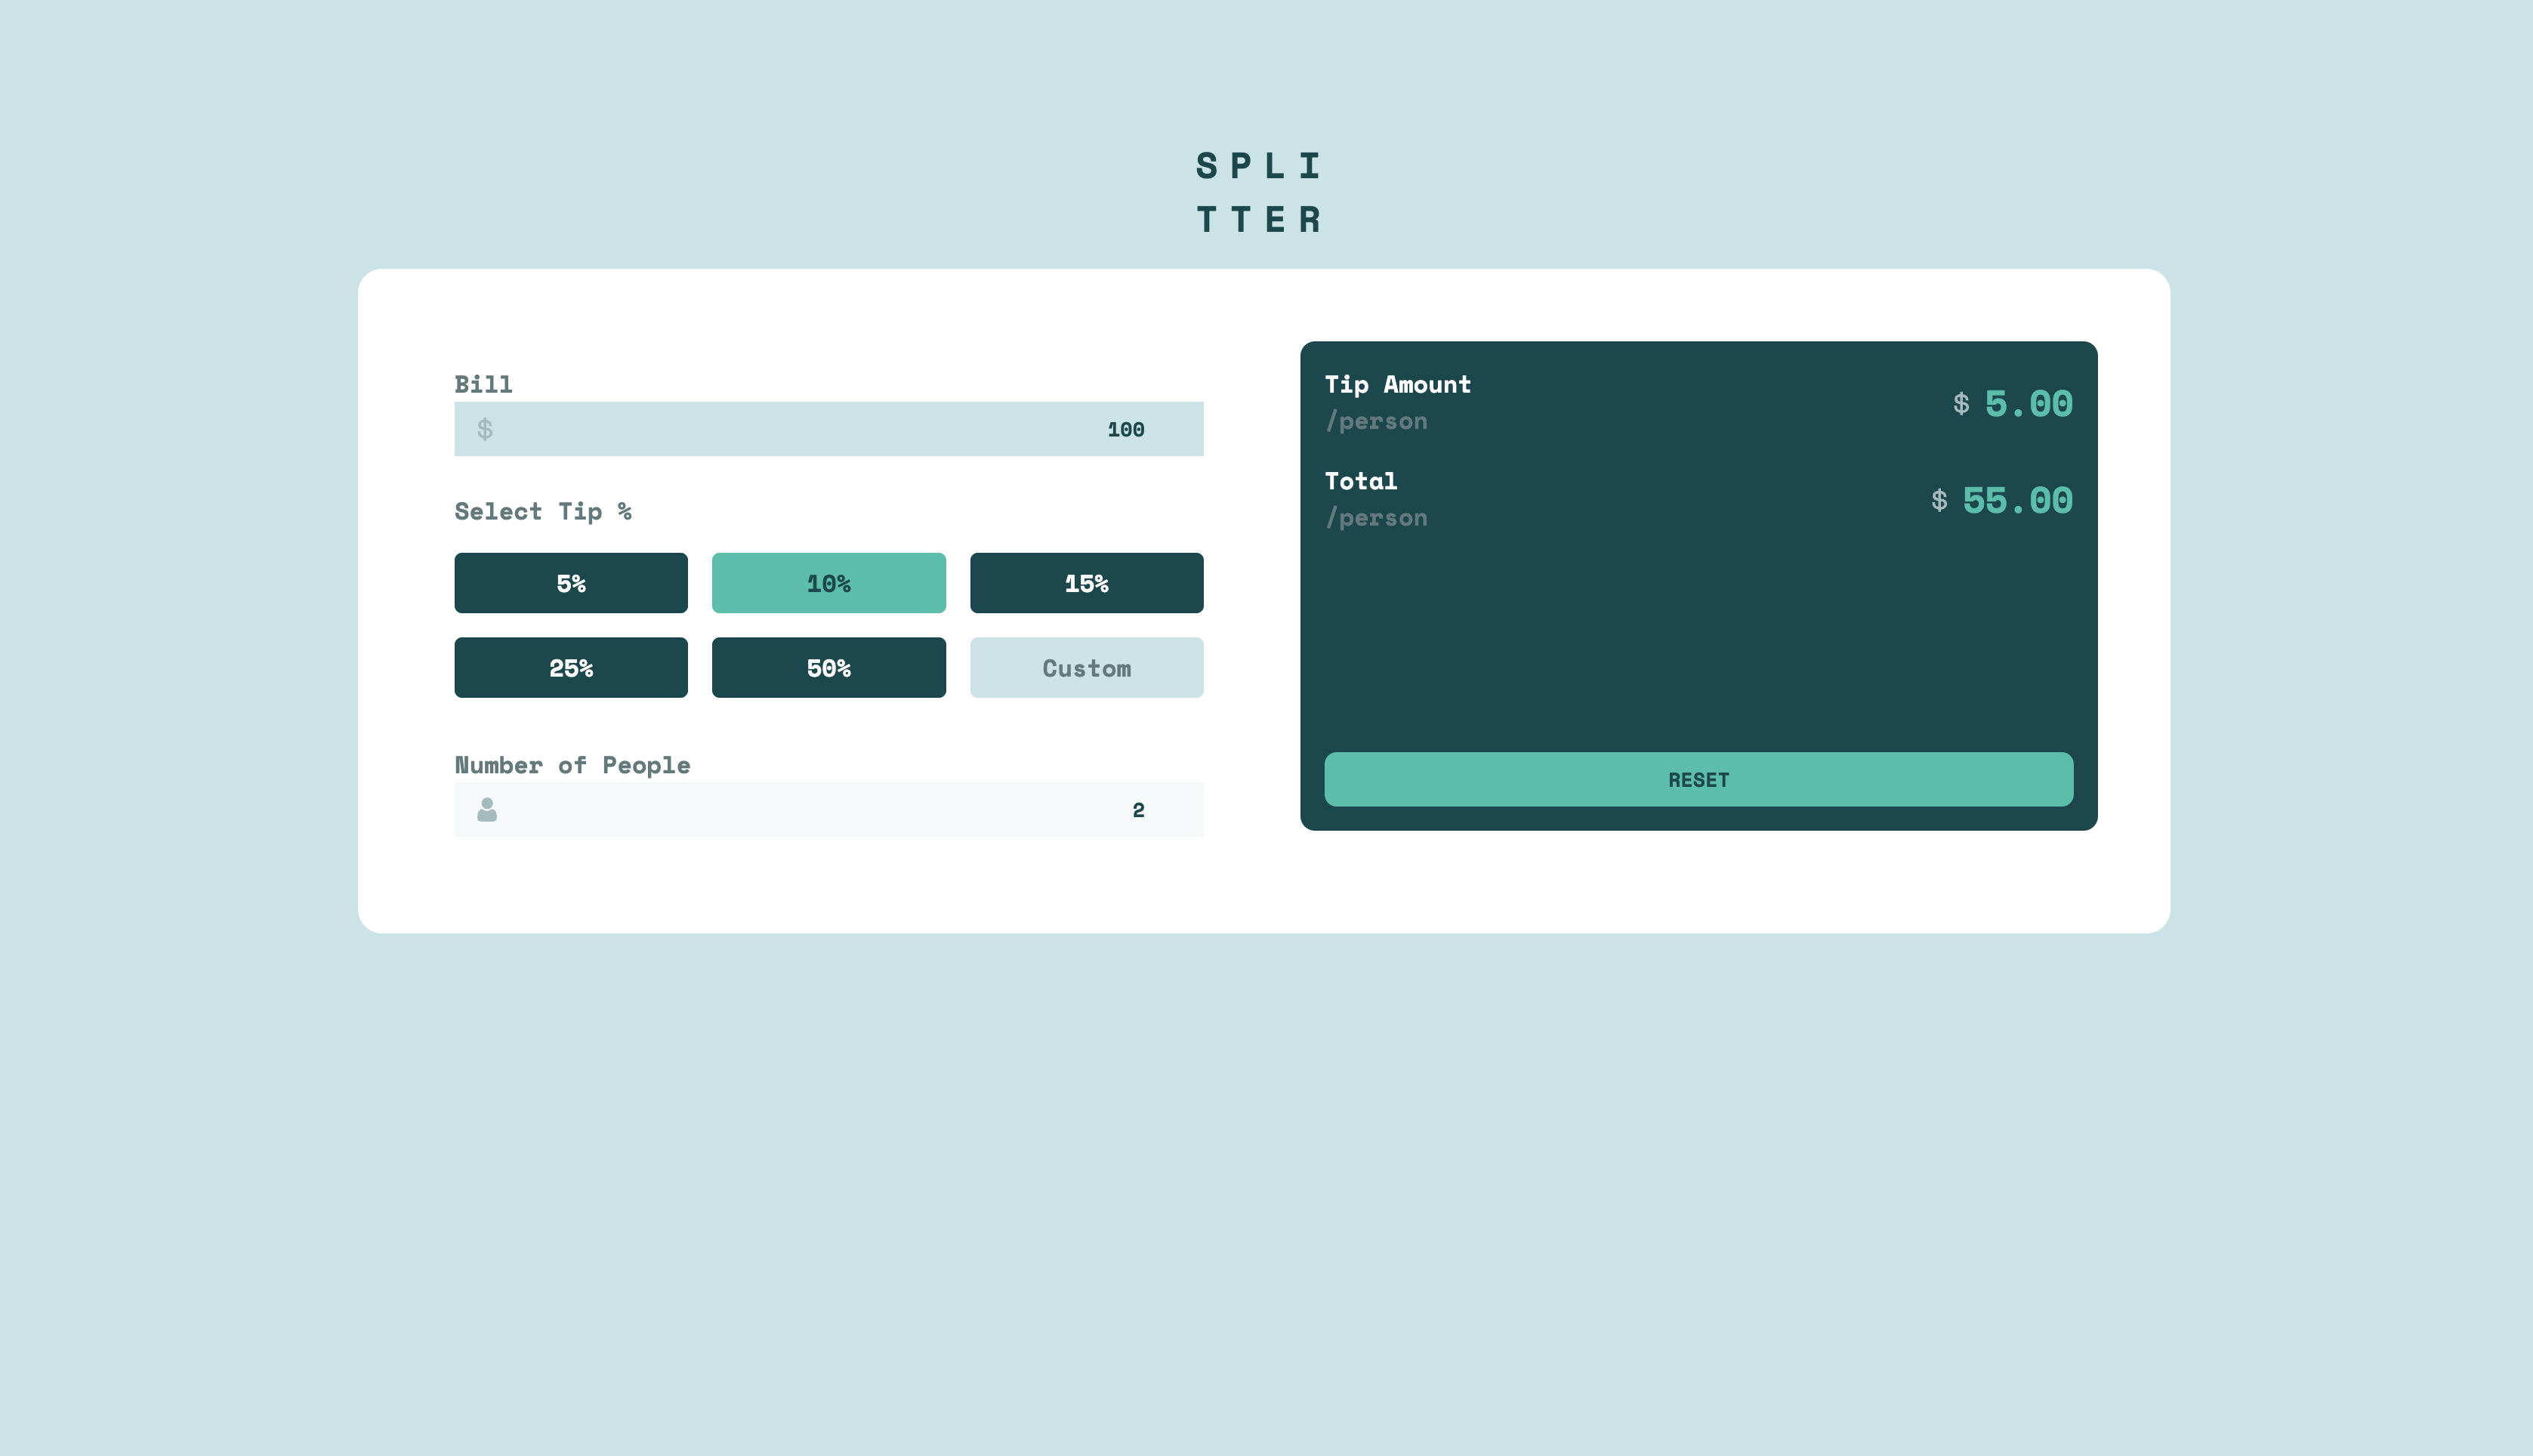 SPLI
TTER
Bill
$ 100
Select Tip %
5% 10% 15%
25% 50% Custom
Number of People
2
Tip Amount
/person
$ 5.00
Total
/person
$ 55.00
RESET